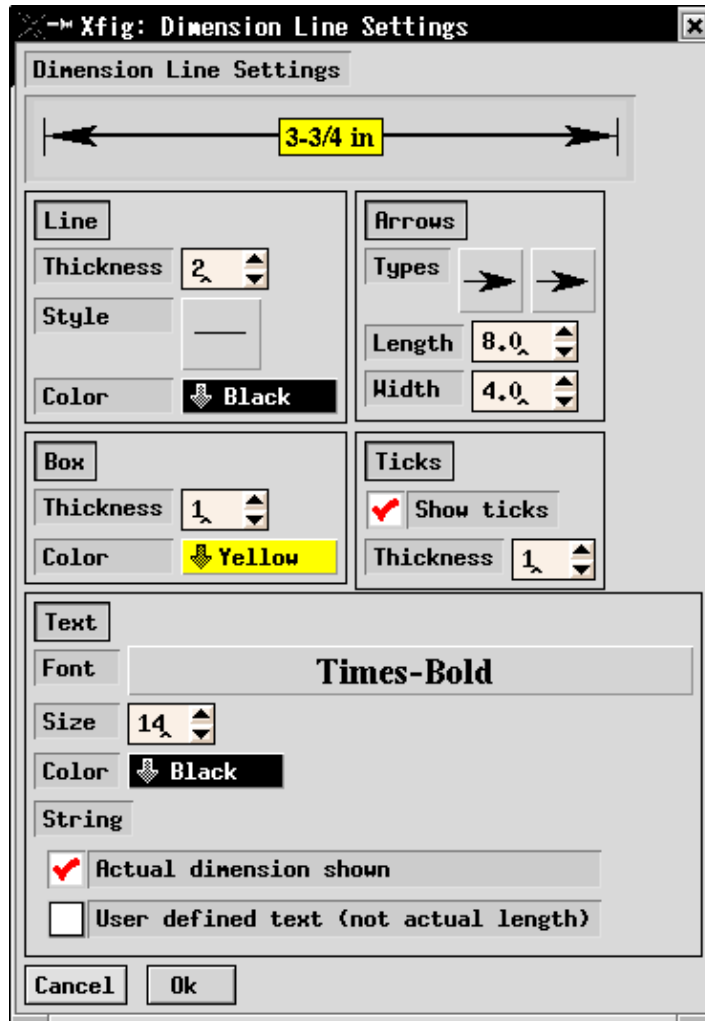 Xfig: Dimension Line Settings
Dimension Line Settings
3-3/4 in
Line
Thickness 2
Style
Color Black
Arrows
Types
Length 8.0
Width 4.0
Box
Thickness 1
Color Yellow
Ticks
Show ticks
Thickness 1
Text
Font Times-Bold
Size 14
Color Black
String
Actual dimension shown
User defined text (not actual length)
Cancel Ok